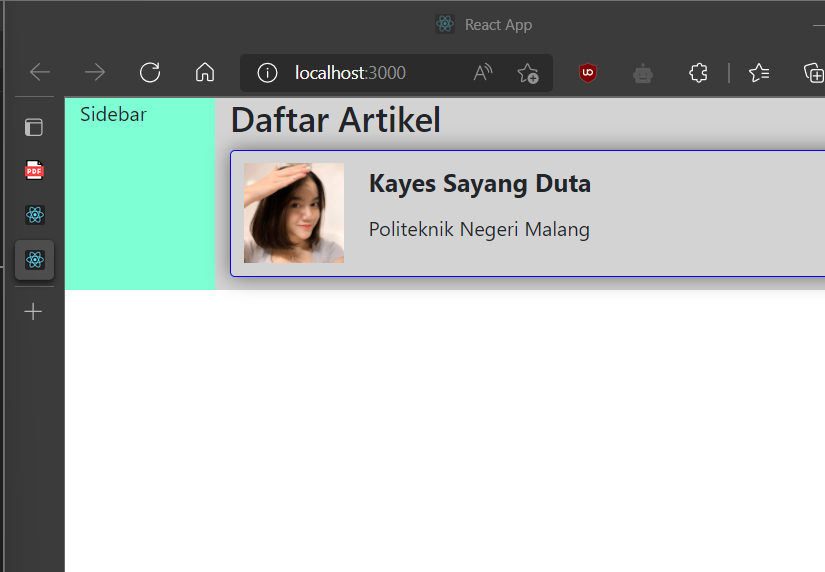 React App
localhost:3000
A
PDF
Sidebar
Daftar Artikel
Kayes Sayang Duta
Politeknik Negeri Malang